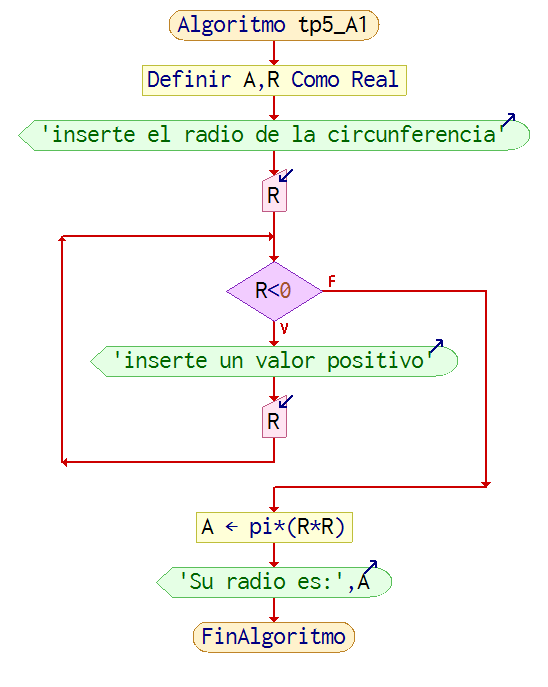 Algoritmo tp5_A1
Definir A,R Como Real
'inserte el radio de la circunferencia'
R
R<0
F
V
'inserte un valor positivo'
R
A ← pi*(R*R)
'Su radio es:',A
FinAlgoritmo